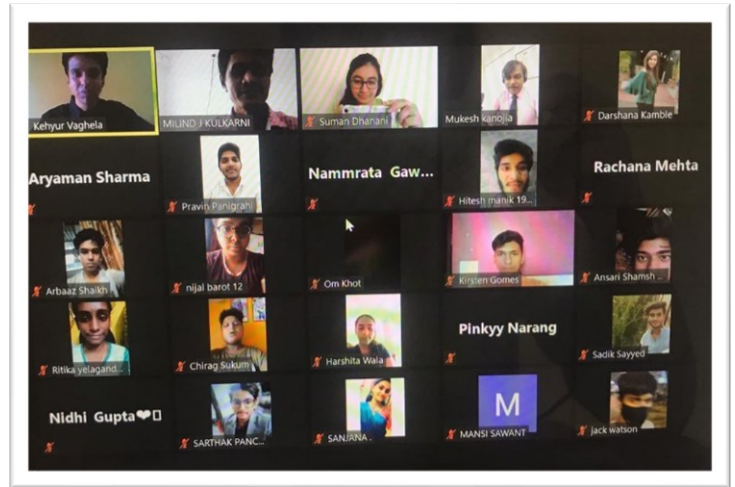 Kehyur Vaghela
MILIND J KULKARNI
Suman Dhanani
Mukesh kanojia
Darshana Kamble
Aryaman Sharma
Pravin Panigrahi
Nammrata Gaw...
Hitesh manik 19...
Rachana Mehta
Arbaaz Shaikh
nijal barot 12
Om Khot
Kirsten Gomes
Ansari Shamsh ...
Ritika yelagand...
Chirag Sukum
Harshita Wala
Pinkyy Narang
Sadik Sayyed
Nidhi Gupta❤▯
SARTHAK PANC...
SANJANA .
M
MANSI SAWANT
jack watson